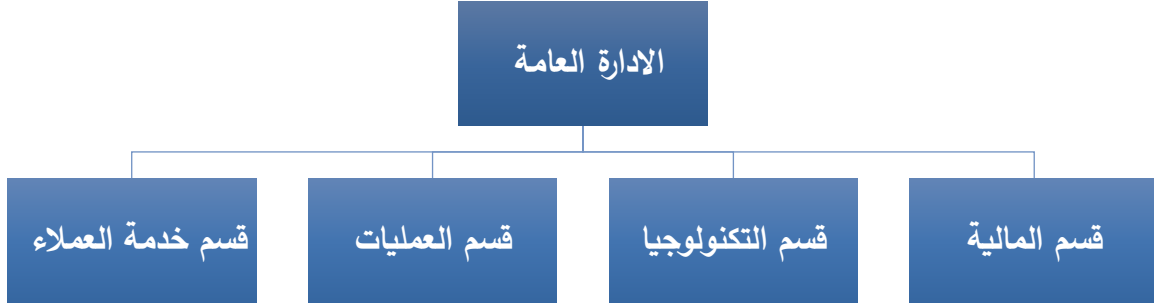 الادارة العامة
قسم المالية
قسم التكنولوجيا
قسم العمليات
قسم خدمة العملاء